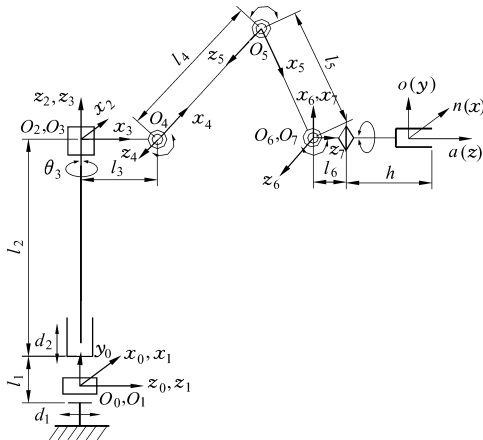 l₄
O₅
z₅
x₅
l₅
z₂, z₃
x₂
O₂, O₃
x₃
O₄
x₄
z₄
θ₃
l₃
x₆, x₇
O₆, O₇
z₇
z₆
l₆
h
o(y)
n(x)
a(z)
l₂
d₂
y₀
x₀, x₁
l₁
z₀, z₁
O₀, O₁
d₁